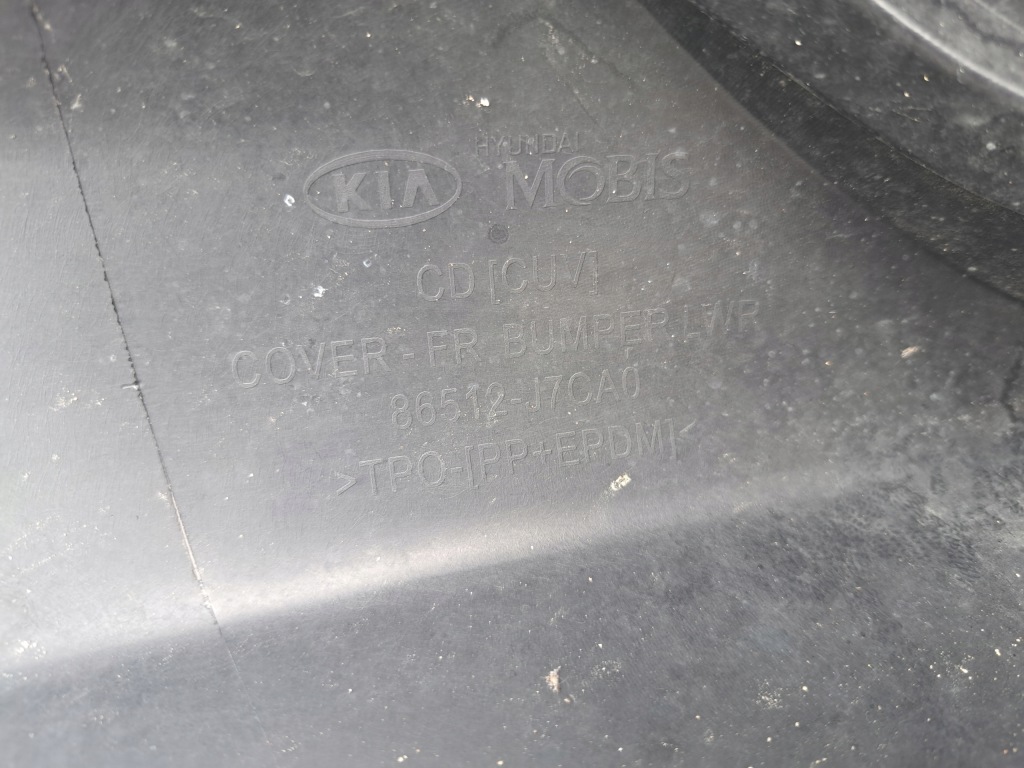 KIA HYUNDAI MOBIS
CD [CUV]
COVER - FR BUMPER LWR
86512-J7CA0
>TPO-[PP+EPDM]<